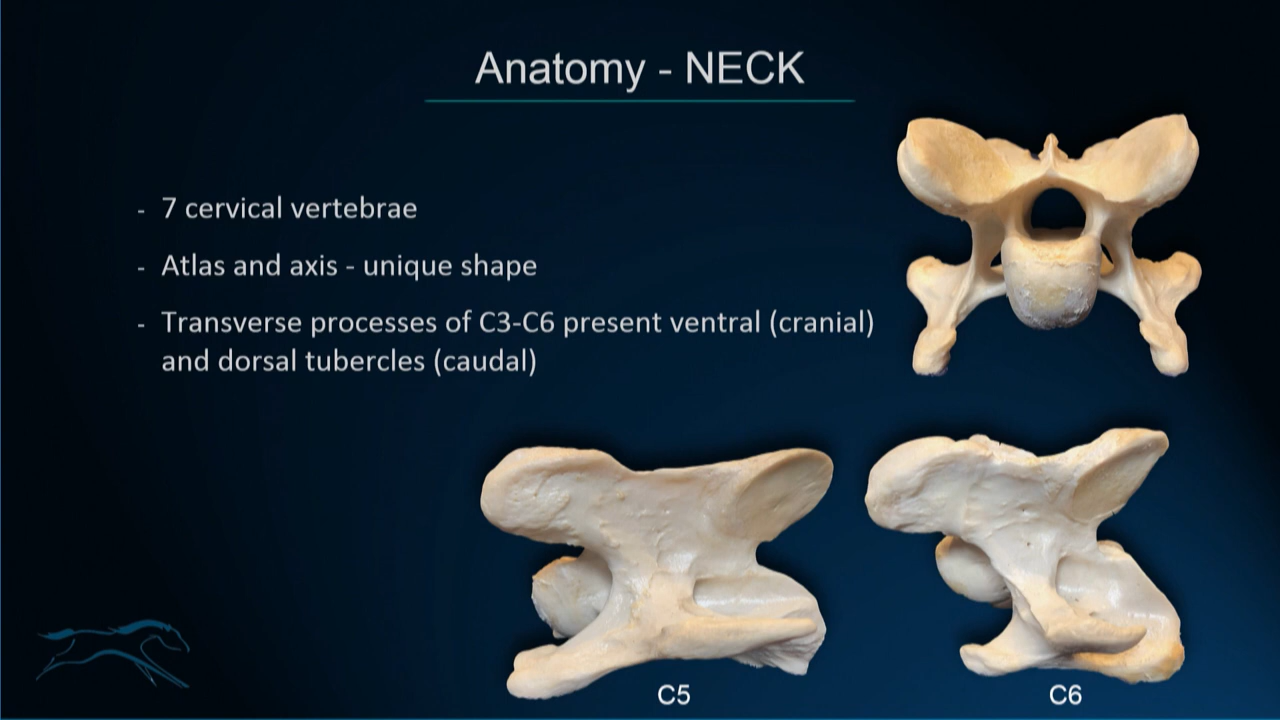 Anatomy - NECK
- 7 cervical vertebrae
- Atlas and axis - unique shape
- Transverse processes of C3-C6 present ventral (cranial)
and dorsal tubercles (caudal)
C5
C6